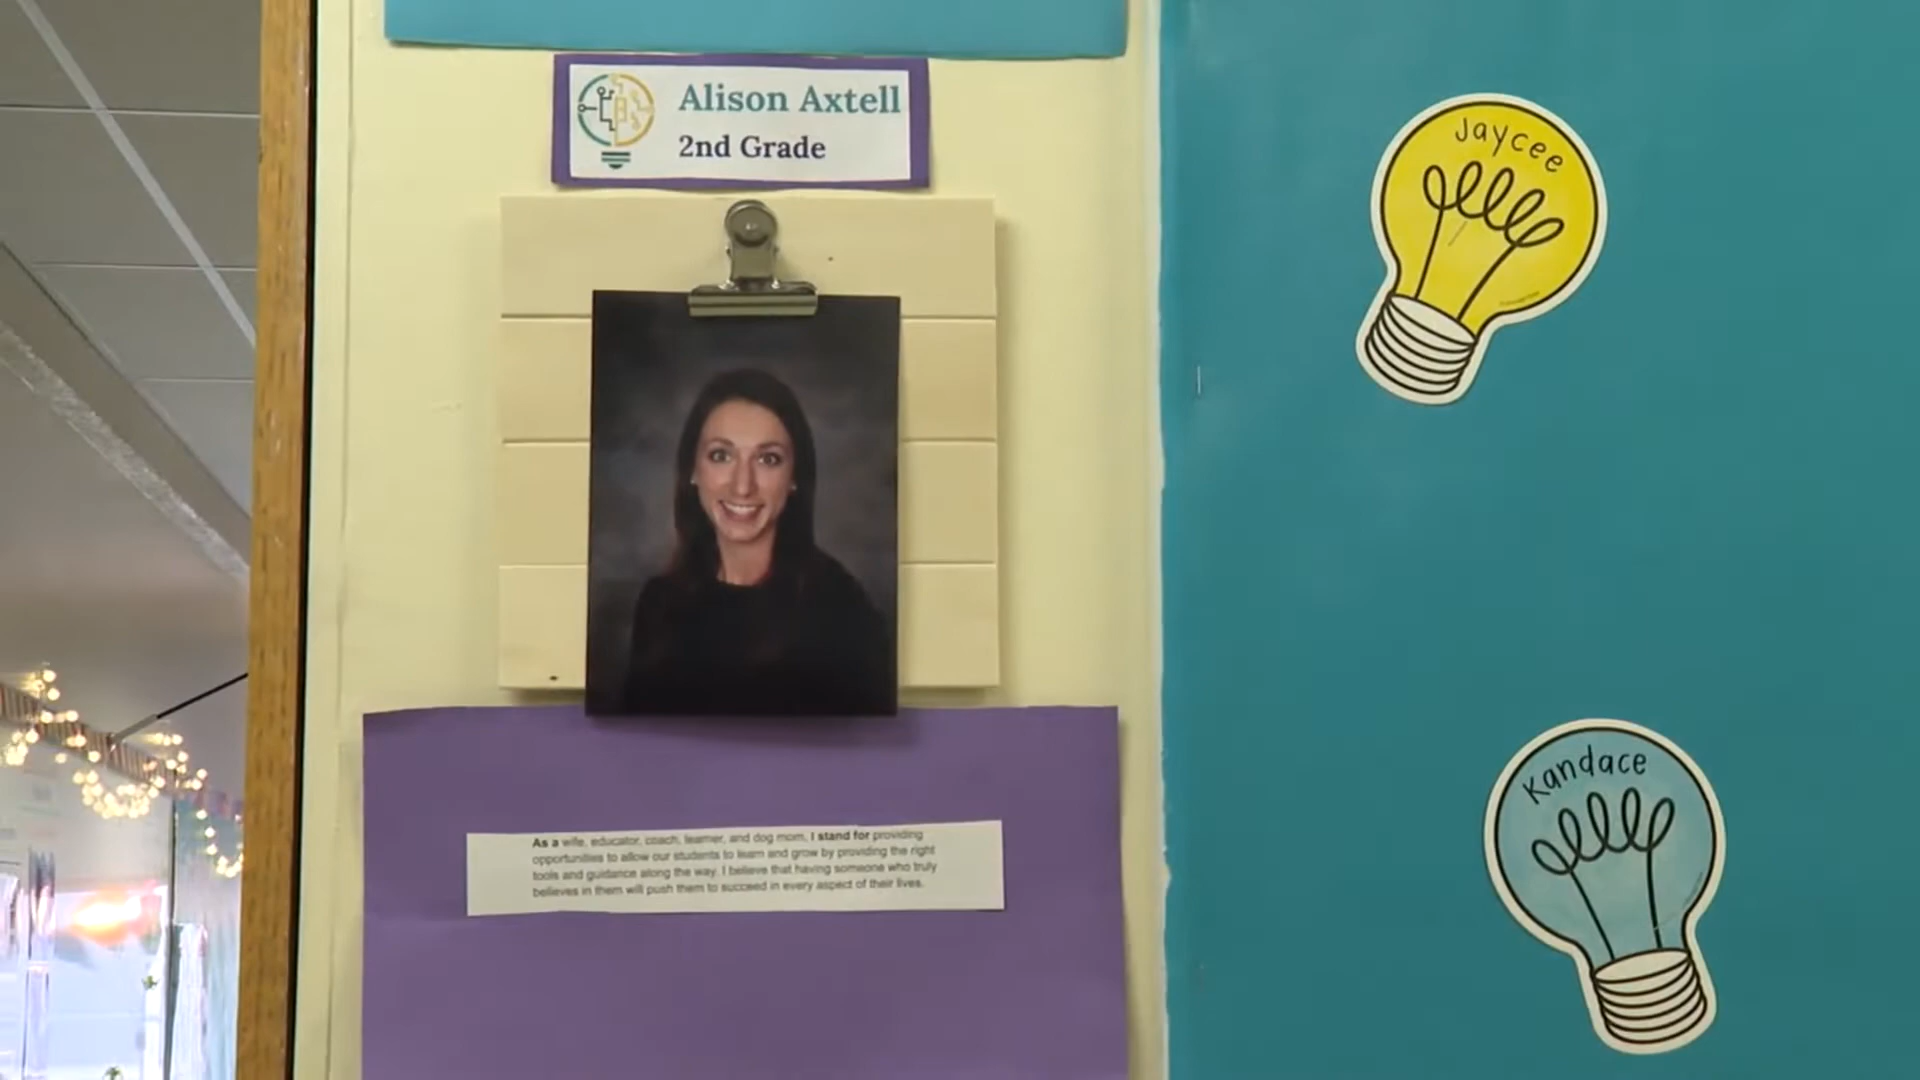 Alison Axtell
2nd Grade
Jaycee
As a wife, educator, coach, learner, and dog mom, I stand for providing
opportunities to allow our students to learn and grow by providing the right
tools and guidance along the way. I believe that having someone who truly
believes in them will push them to succeed in every aspect of their lives.
Kandace